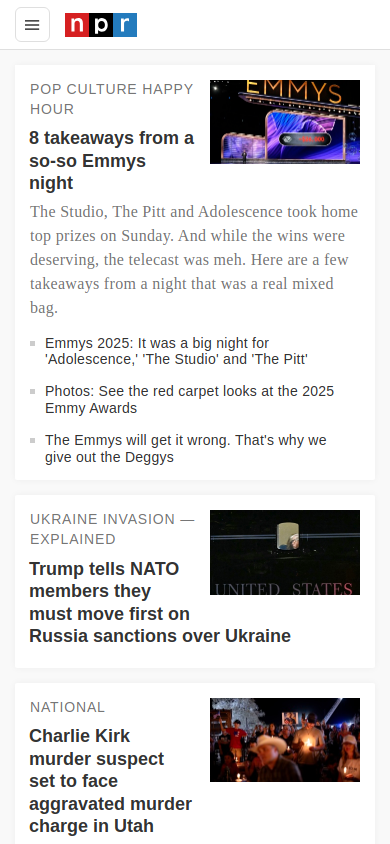 npr
POP CULTURE HAPPY
HOUR
EMMYS
8 takeaways from a
so-so Emmys
night
The Studio, The Pitt and Adolescence took home
top prizes on Sunday. And while the wins were
deserving, the telecast was meh. Here are a few
takeaways from a night that was a real mixed
bag.
Emmys 2025: It was a big night for
'Adolescence,' 'The Studio' and 'The Pitt'
Photos: See the red carpet looks at the 2025
Emmy Awards
The Emmys will get it wrong. That's why we
give out the Deggys
UKRAINE INVASION —
EXPLAINED
UNITED STATES
Trump tells NATO
members they
must move first on
Russia sanctions over Ukraine
NATIONAL
Charlie Kirk
murder suspect
set to face
aggravated murder
charge in Utah